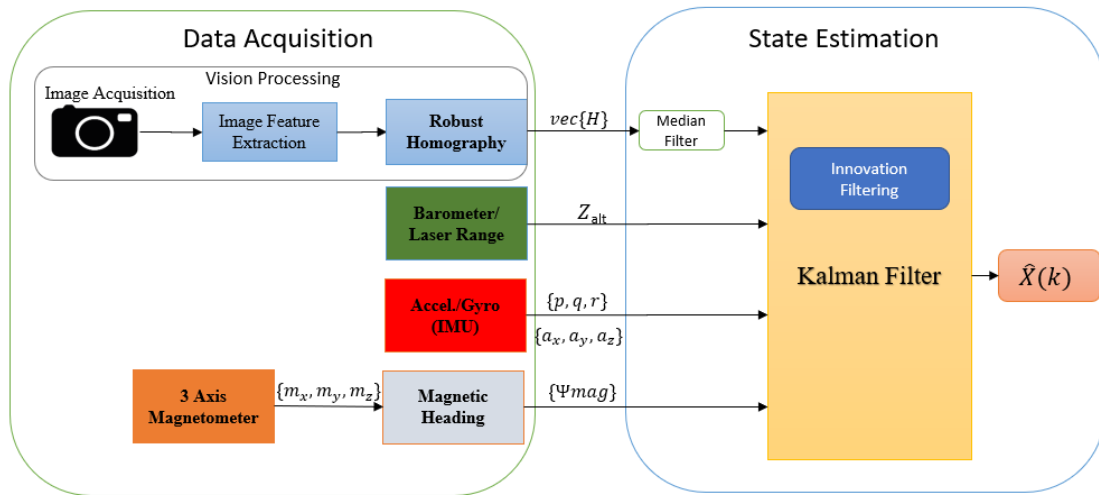 Data Acquisition
State Estimation
Vision Processing
Image Acquisition
Image Feature
Extraction
Robust
Homography
vec{H}
Median
Filter
Innovation
Filtering
Barometer/
Laser Range
Z_alt
Kalman Filter
X̂(k)
Accel./Gyro
(IMU)
{p, q, r}
{a_x, a_y, a_z}
3 Axis
Magnetometer
{m_x, m_y, m_z}
Magnetic
Heading
{Ψmag}